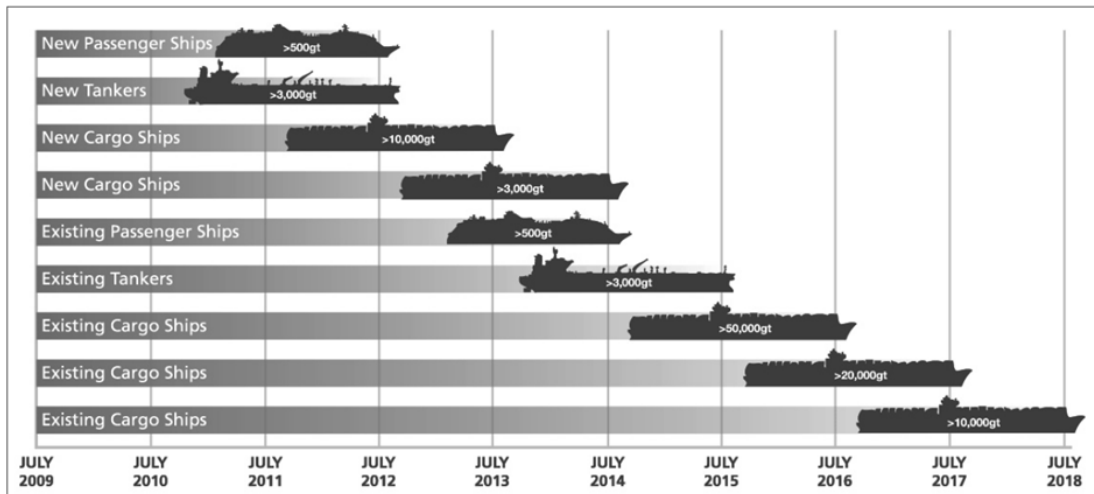 New Passenger Ships >500gt
New Tankers >3,000gt
New Cargo Ships >10,000gt
New Cargo Ships >3,000gt
Existing Passenger Ships >500gt
Existing Tankers >3,000gt
Existing Cargo Ships >50,000gt
Existing Cargo Ships >20,000gt
Existing Cargo Ships >10,000gt
JULY JULY JULY JULY JULY JULY JULY JULY JULY JULY
2009 2010 2011 2012 2013 2014 2015 2016 2017 2018